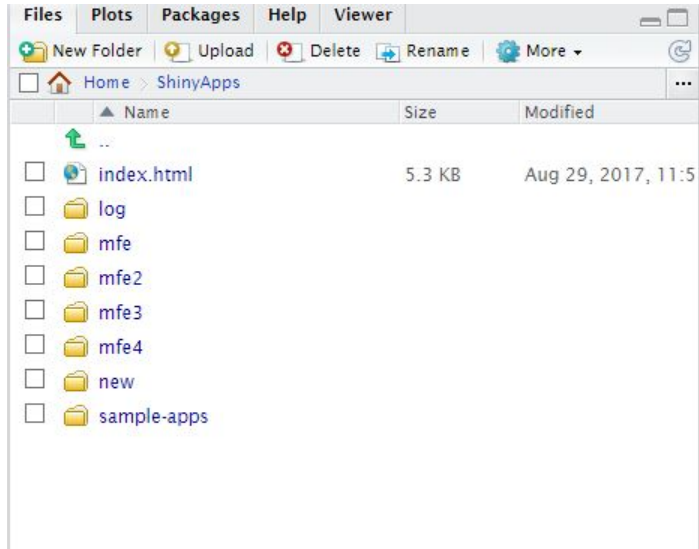 Files Plots Packages Help Viewer
New Folder Upload Delete Rename More
Home ShinyApps ...
Name Size Modified
..
index.html 5.3 KB Aug 29, 2017, 11:5
log
mfe
mfe2
mfe3
mfe4
new
sample-apps